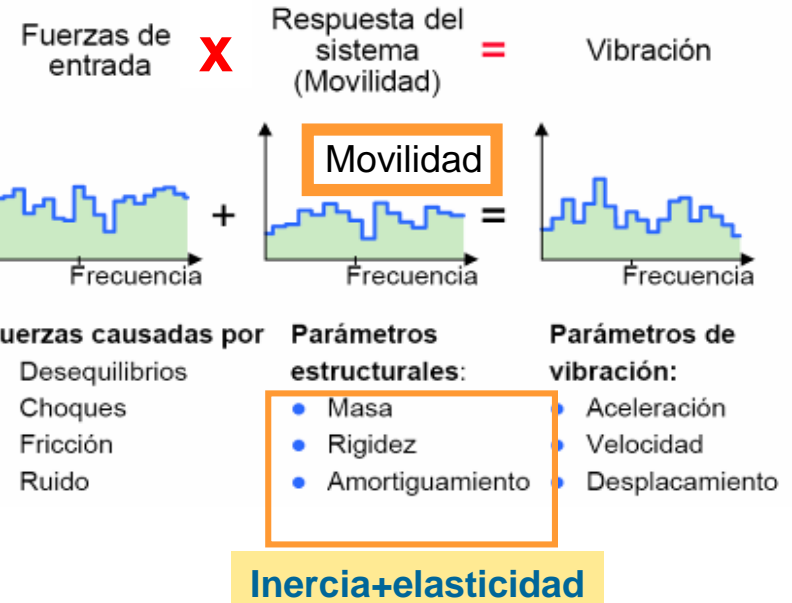 Fuerzas de
entrada
x
Respuesta del
sistema
(Movilidad)
=
Vibración
Movilidad
+
=
Frecuencia
Frecuencia
Frecuencia
uerzas causadas por
Desequilibrios
Choques
Fricción
Ruido
Parámetros
estructurales:
• Masa
• Rigidez
• Amortiguamiento
Parámetros de
vibración:
• Aceleración
• Velocidad
• Desplacamiento
Inercia+elasticidad